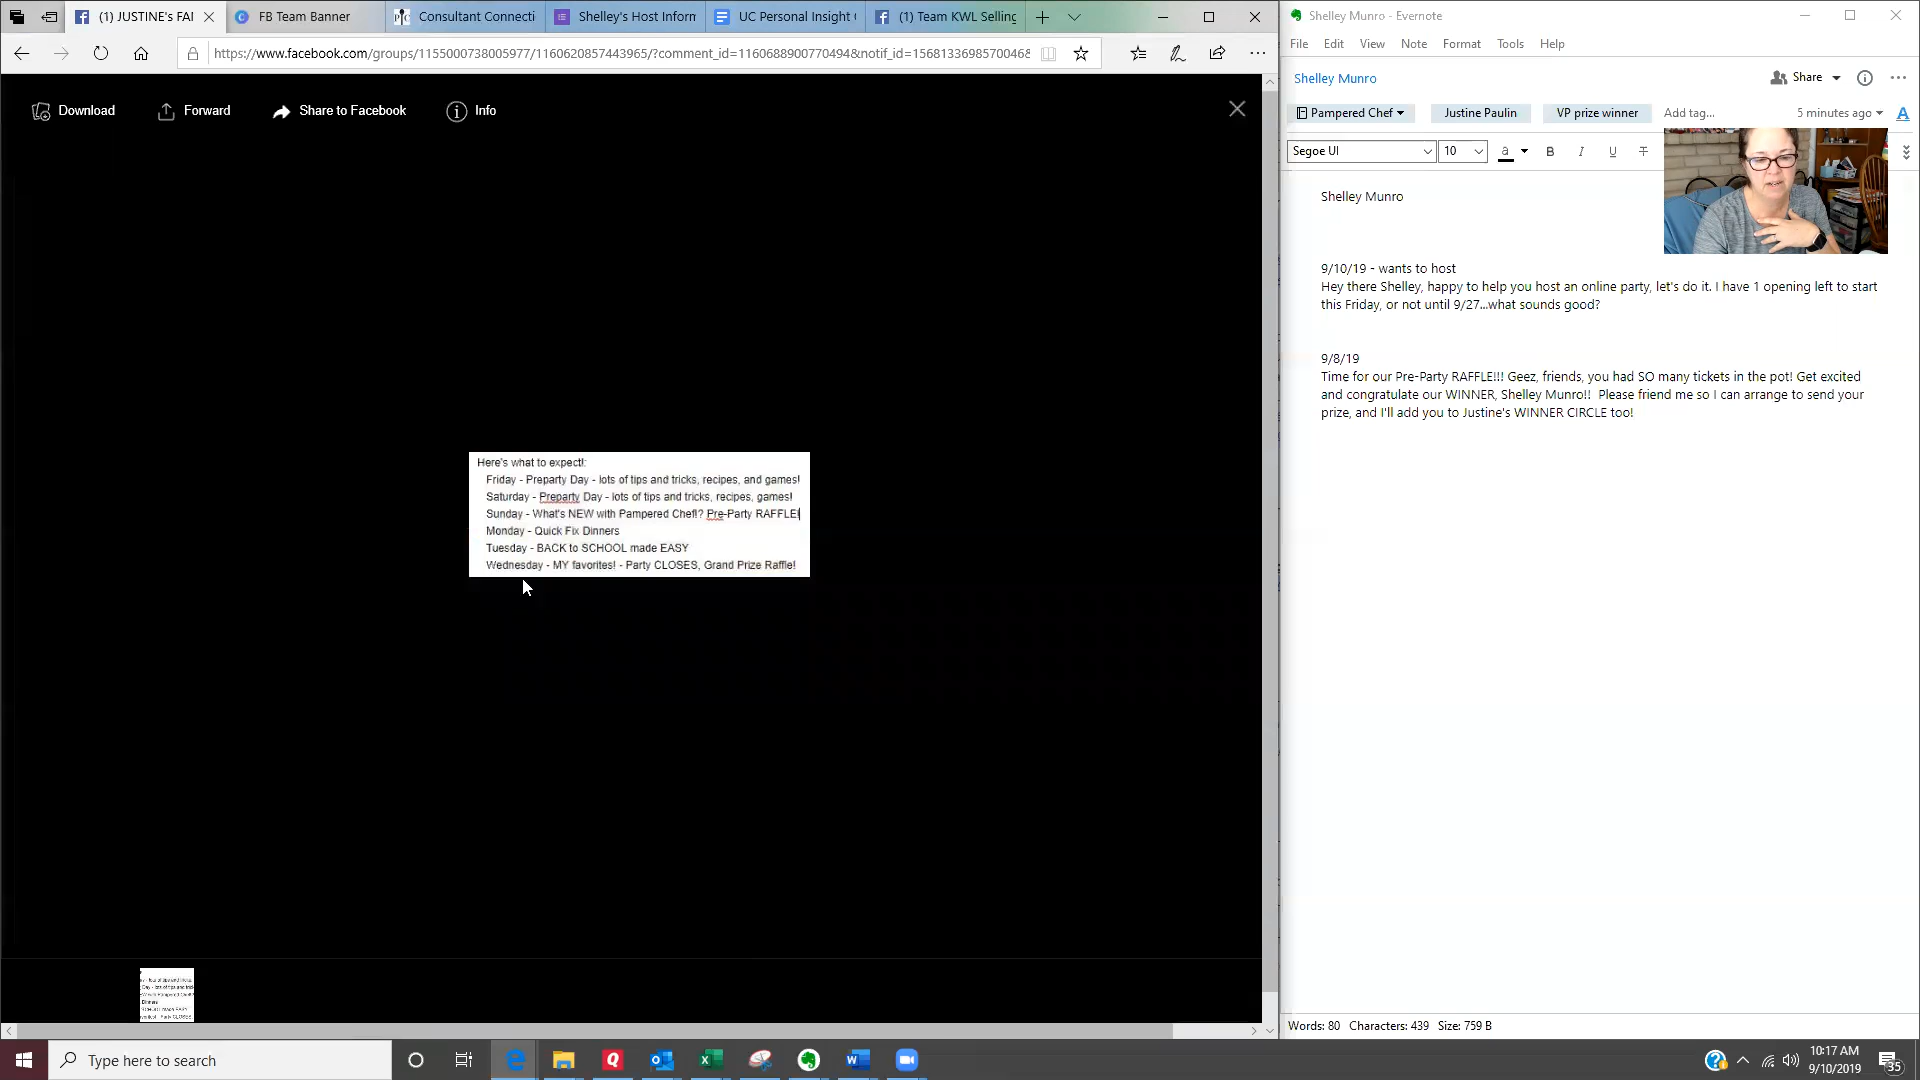 (1) JUSTINE's FAI
FB Team Banner
Consultant Connecti
Shelley's Host Inform
UC Personal Insight
(1) Team KWL Selling
https://www.facebook.com/groups/1155000738005977/1160620857443965/?comment_id=1160688900770494&notif_id=1568133698570046
Download
Forward
Share to Facebook
Info
Here's what to expect!:
Friday - Preparty Day - lots of tips and tricks, recipes, and games!
Saturday - Preparty Day - lots of tips and tricks, recipes, games!
Sunday - What's NEW with Pampered Chef!? Pre-Party RAFFLE!
Monday - Quick Fix Dinners
Tuesday - BACK to SCHOOL made EASY
Wednesday - MY favorites! - Party CLOSES, Grand Prize Raffle!
Shelley Munro - Evernote
File Edit View Note Format Tools Help
Shelley Munro
Share
Pampered Chef
Justine Paulin
VP prize winner
Add tag...
5 minutes ago
A
Segoe UI
10
a
B I U T
Shelley Munro
9/10/19 - wants to host
Hey there Shelley, happy to help you host an online party, let's do it. I have 1 opening left to start
this Friday, or not until 9/27...what sounds good?
9/8/19
Time for our Pre-Party RAFFLE!!! Geez, friends, you had SO many tickets in the pot! Get excited
and congratulate our WINNER, Shelley Munro!! Please friend me so I can arrange to send your
prize, and I'll add you to Justine's WINNER CIRCLE too!
Words: 80 Characters: 439 Size: 759 B
Type here to search
10:17 AM
9/10/2019
35